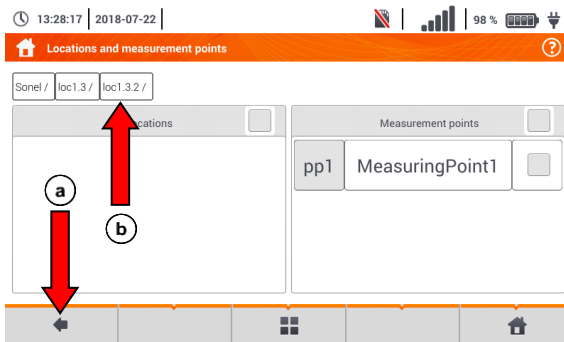 13:28:17 2018-07-22 98 %
Locations and measurement points ?
Sonel / loc1.3 / loc1.3.2 /
cations Measurement points
pp1 MeasuringPoint1
a
b